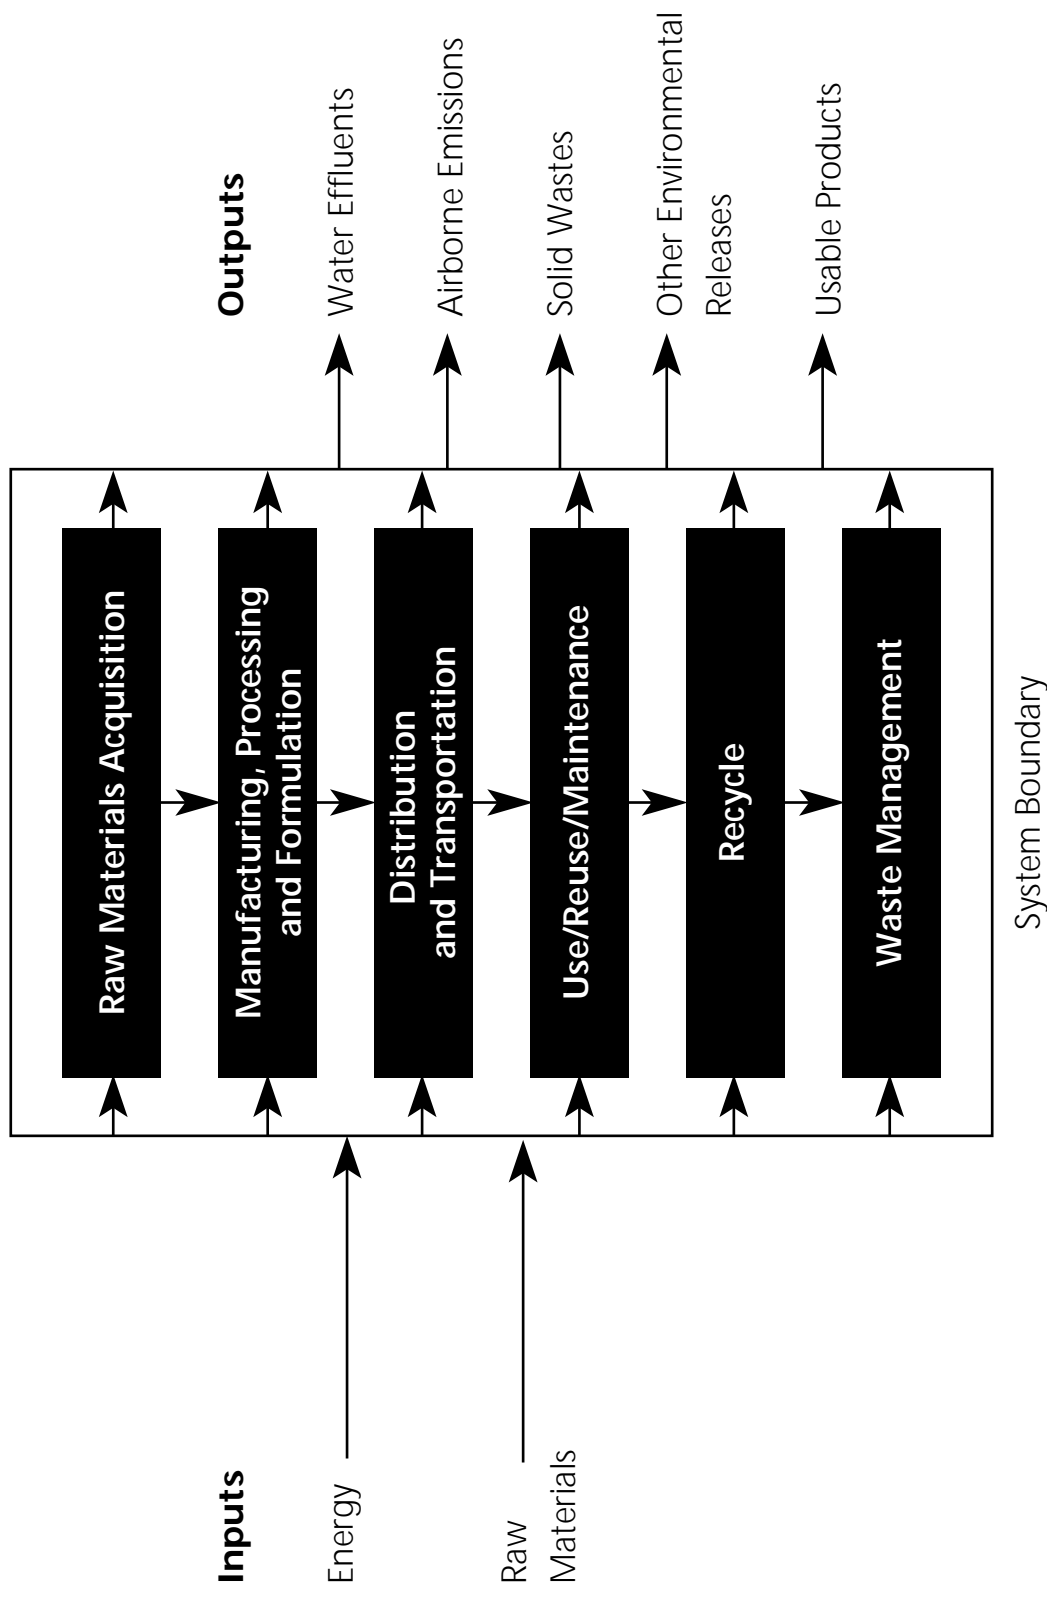 Inputs
Energy
Raw
Materials
Raw Materials Acquisition
Manufacturing, Processing
and Formulation
Distribution
and Transportation
Use/Reuse/Maintenance
Recycle
Waste Management
System Boundary
Outputs
Water Effluents
Airborne Emissions
Solid Wastes
Other Environmental
Releases
Usable Products